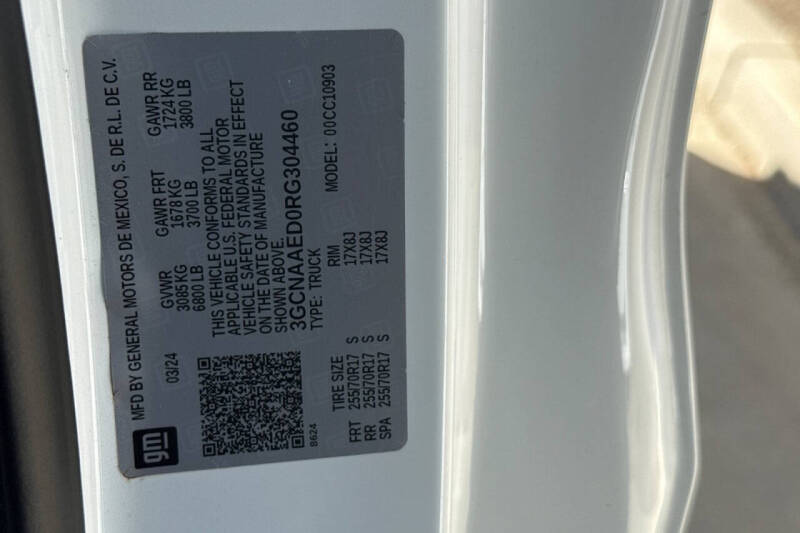 MFD BY GENERAL MOTORS DE MEXICO, S. DE R.L. DE C.V.
03/24
GVWR GAWR FRT GAWR RR
3085 KG 1678 KG 1724 KG
6800 LB 3700 LB 3800 LB
THIS VEHICLE CONFORMS TO ALL
APPLICABLE U.S. FEDERAL MOTOR
VEHICLE SAFETY STANDARDS IN EFFECT
ON THE DATE OF MANUFACTURE
SHOWN ABOVE.
3GCNAAED0RG304460
TYPE: TRUCK MODEL: 00CC10903
gm
8624
TIRE SIZE RIM
FRT 255/70R17 S 17X8J
RR 255/70R17 S 17X8J
SPA 255/70R17 S 17X8J